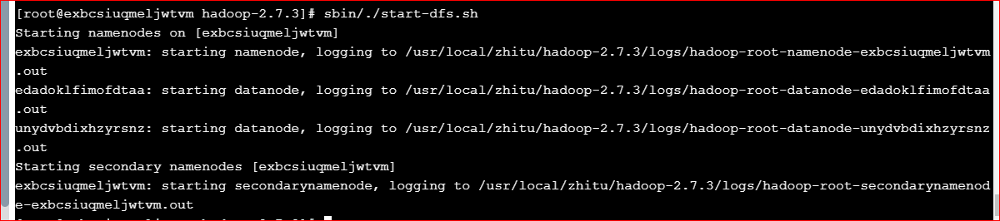 [root@exbcsiuqmeljwtvm hadoop-2.7.3]# sbin/./start-dfs.sh
Starting namenodes on [exbcsiuqmeljwtvm]
exbcsiuqmeljwtvm: starting namenode, logging to /usr/local/zhitu/hadoop-2.7.3/logs/hadoop-root-namenode-exbcsiuqmeljwtvm
.out
edadoklfimofdtaa: starting datanode, logging to /usr/local/zhitu/hadoop-2.7.3/logs/hadoop-root-datanode-edadoklfimofdtaa
.out
unydvbdixhzyrsnz: starting datanode, logging to /usr/local/zhitu/hadoop-2.7.3/logs/hadoop-root-datanode-unydvbdixhzyrsnz
.out
Starting secondary namenodes [exbcsiuqmeljwtvm]
exbcsiuqmeljwtvm: starting secondarynamenode, logging to /usr/local/zhitu/hadoop-2.7.3/logs/hadoop-root-secondarynamenod
e-exbcsiuqmeljwtvm.out